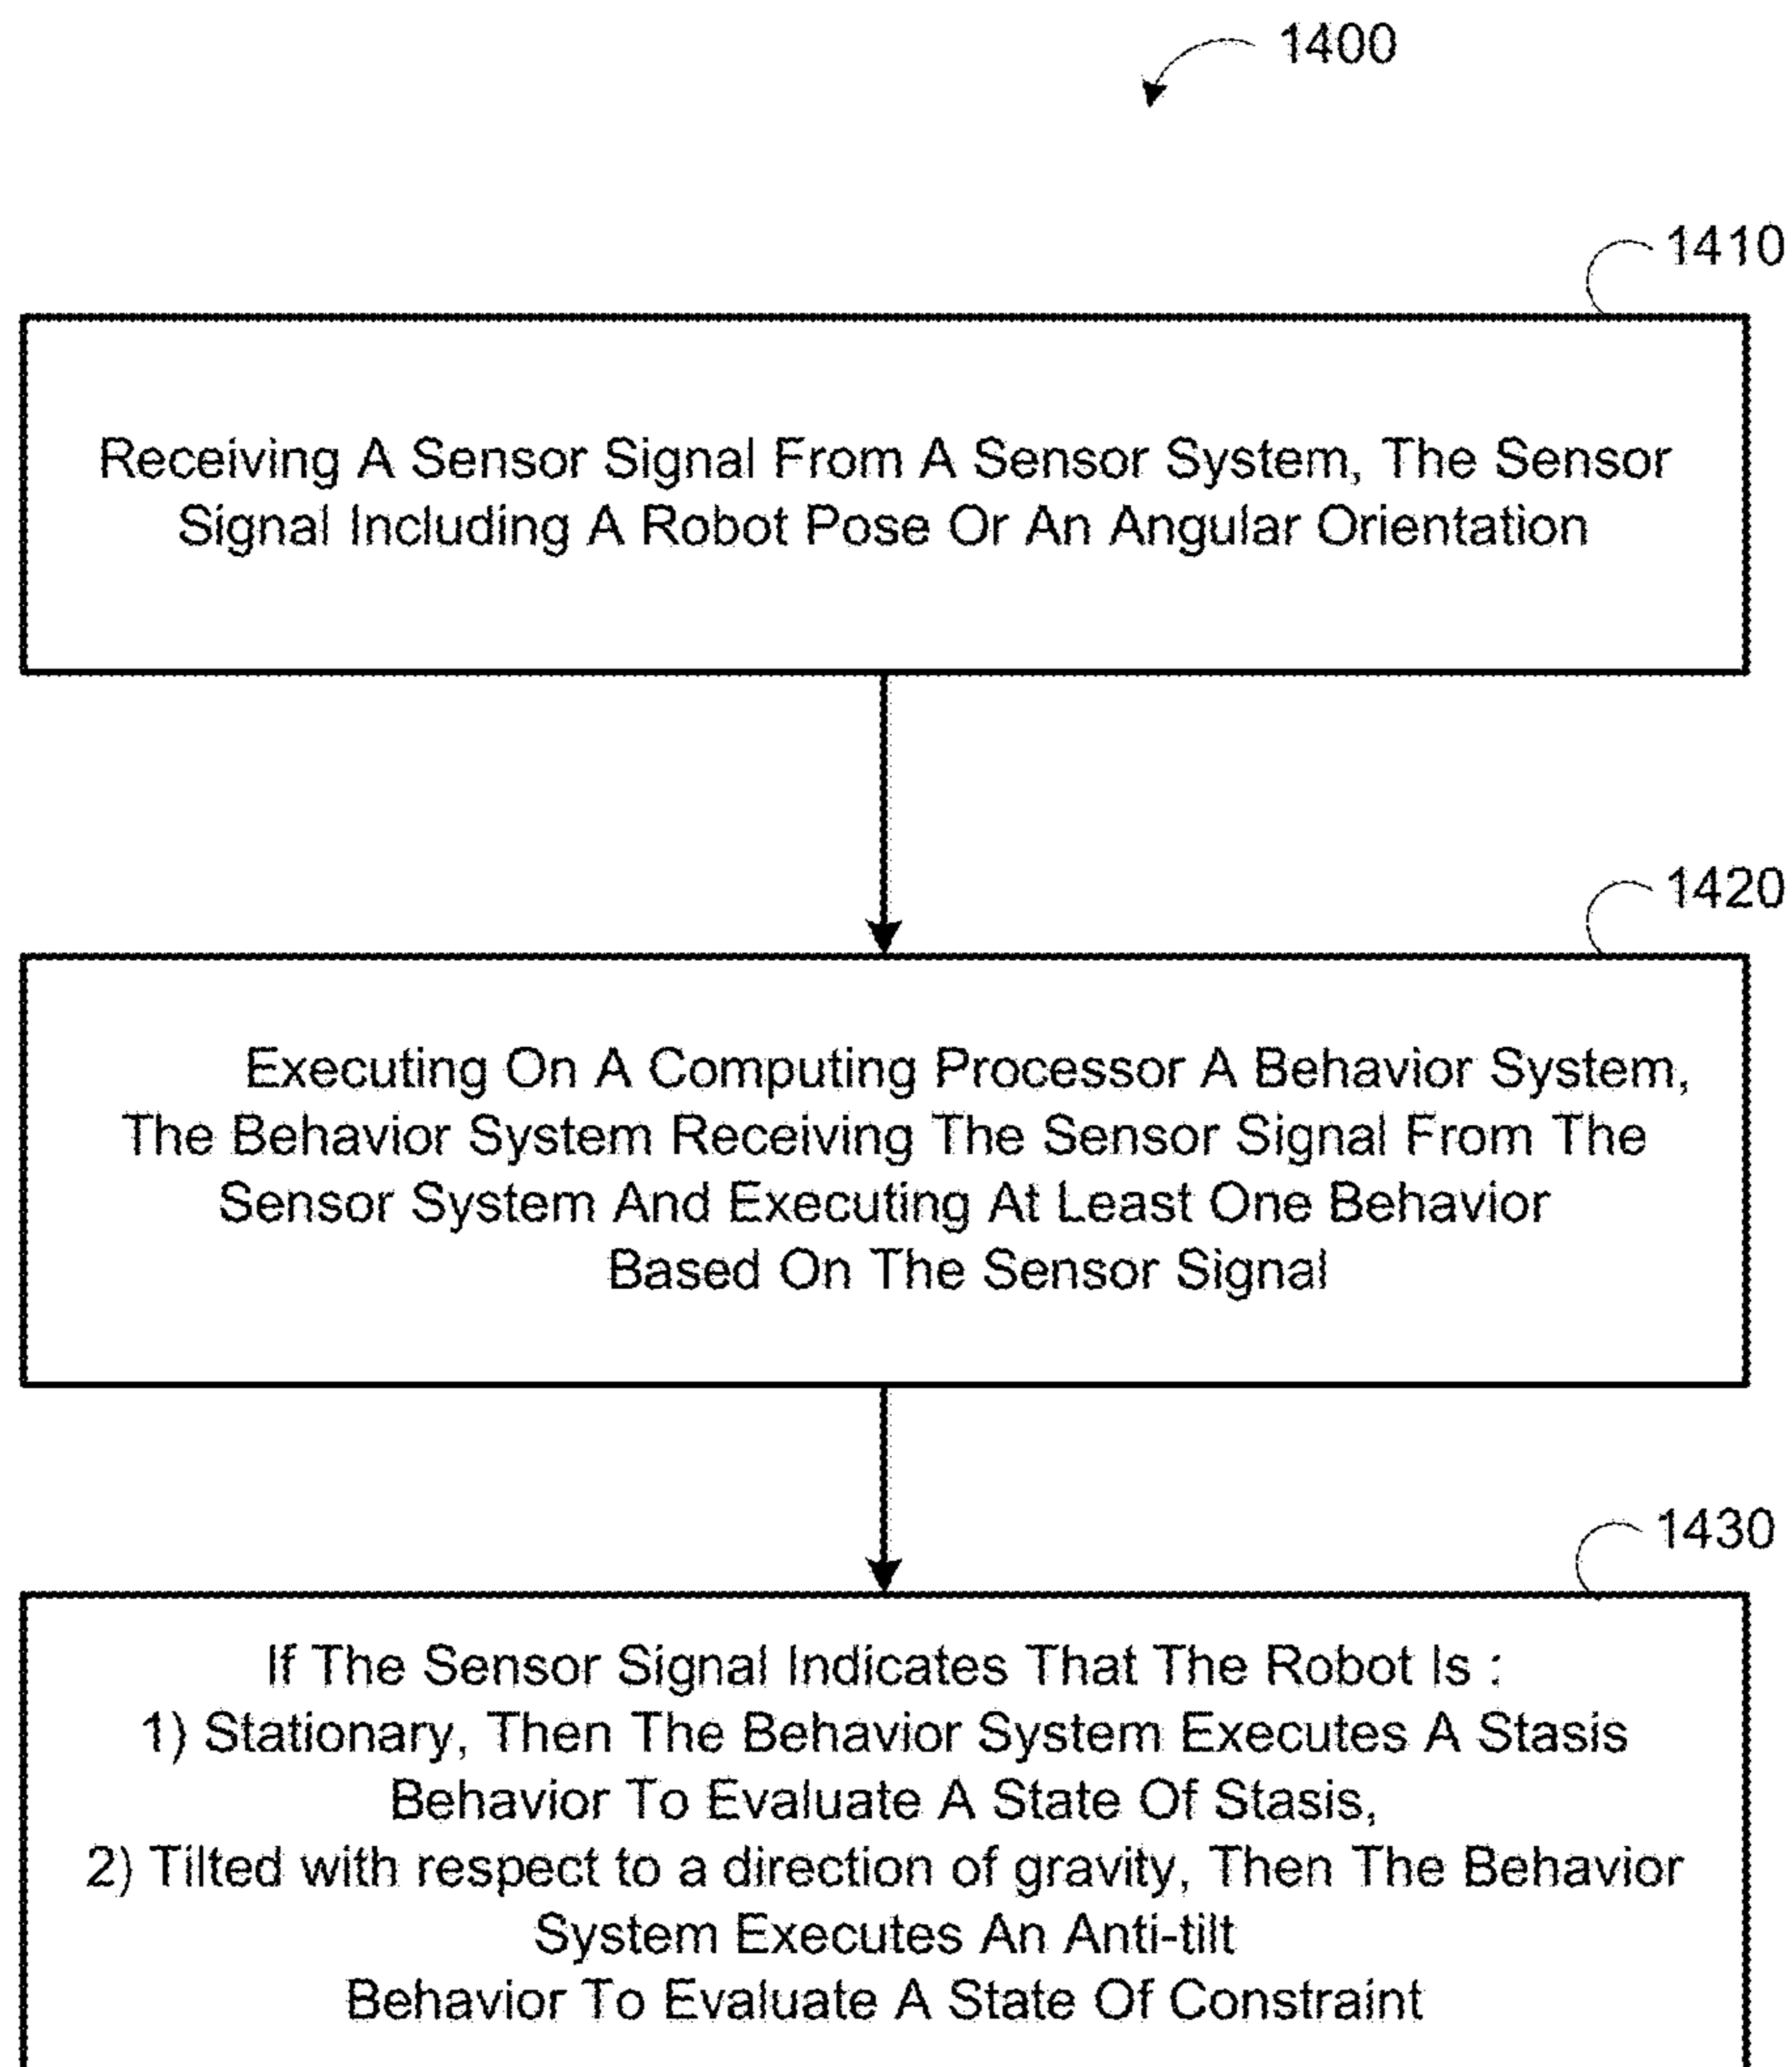 1400
1410
Receiving A Sensor Signal From A Sensor System, The Sensor
Signal Including A Robot Pose Or An Angular Orientation
1420
Executing On A Computing Processor A Behavior System,
The Behavior System Receiving The Sensor Signal From The
Sensor System And Executing At Least One Behavior
Based On The Sensor Signal
1430
If The Sensor Signal Indicates That The Robot Is :
1) Stationary, Then The Behavior System Executes A Stasis
Behavior To Evaluate A State Of Stasis,
2) Tilted with respect to a direction of gravity, Then The Behavior
System Executes An Anti-tilt
Behavior To Evaluate A State Of Constraint